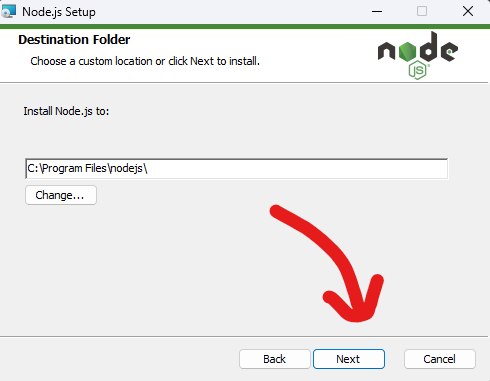 Node.js Setup
Destination Folder
Choose a custom location or click Next to install.
node
JS
Install Node.js to:
C:\Program Files\nodejs\
Change...
Back
Next
Cancel